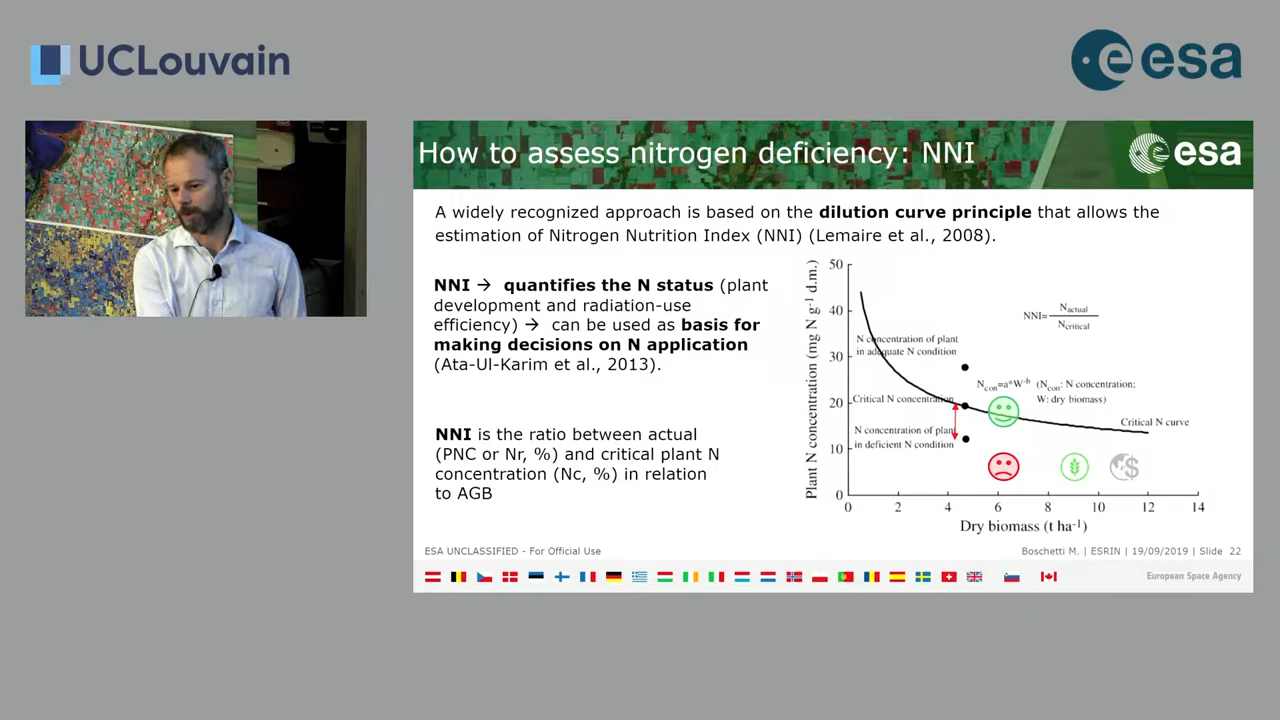 UCLouvain
esa
How to assess nitrogen deficiency: NNI
esa
A widely recognized approach is based on the dilution curve principle that allows the
estimation of Nitrogen Nutrition Index (NNI) (Lemaire et al., 2008).
NNI → quantifies the N status (plant
development and radiation-use
efficiency) → can be used as basis for
making decisions on N application
(Ata-Ul-Karim et al., 2013).
NNI is the ratio between actual
(PNC or Nr, %) and critical plant N
concentration (Nc, %) in relation
to AGB
Plant N concentration (mg N g-1 d.m.)
50
40
30
20
10
0
NNI= Nactual
Ncritical
N concentration of plant
in adequate N condition
Ncon=a*W-b (Ncon: N concentration;
W: dry biomass)
Critical N concentration
Critical N curve
N concentration of plant
in deficient N condition
$
0 2 4 6 8 10 12 14
Dry biomass (t ha-1)
ESA UNCLASSIFIED - For Official Use
Boschetti M. | ESRIN | 19/09/2019 | Slide 22
European Space Agency